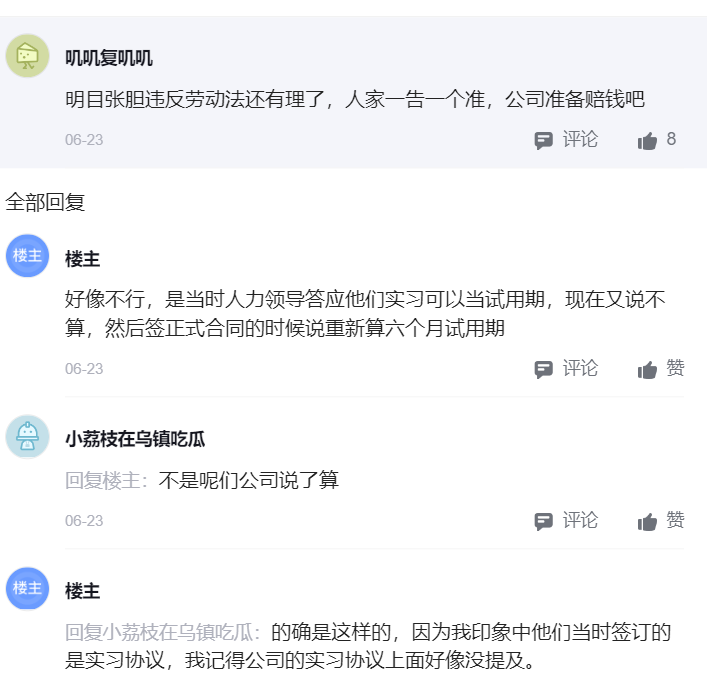 叽叽复叽叽
明目张胆违反劳动法还有理了，人家一告一个准，公司准备赔钱吧
06-23 评论 8
全部回复
楼主 楼主
好像不行，是当时人力领导答应他们实习可以当试用期，现在又说不
算，然后签正式合同的时候说重新算六个月试用期
06-23 评论 赞
小荔枝在乌镇吃瓜
回复楼主：不是呢们公司说了算
06-23 评论 赞
楼主 楼主
回复小荔枝在乌镇吃瓜：的确是这样的，因为我印象中他们当时签订的
是实习协议，我记得公司的实习协议上面好像没提及。